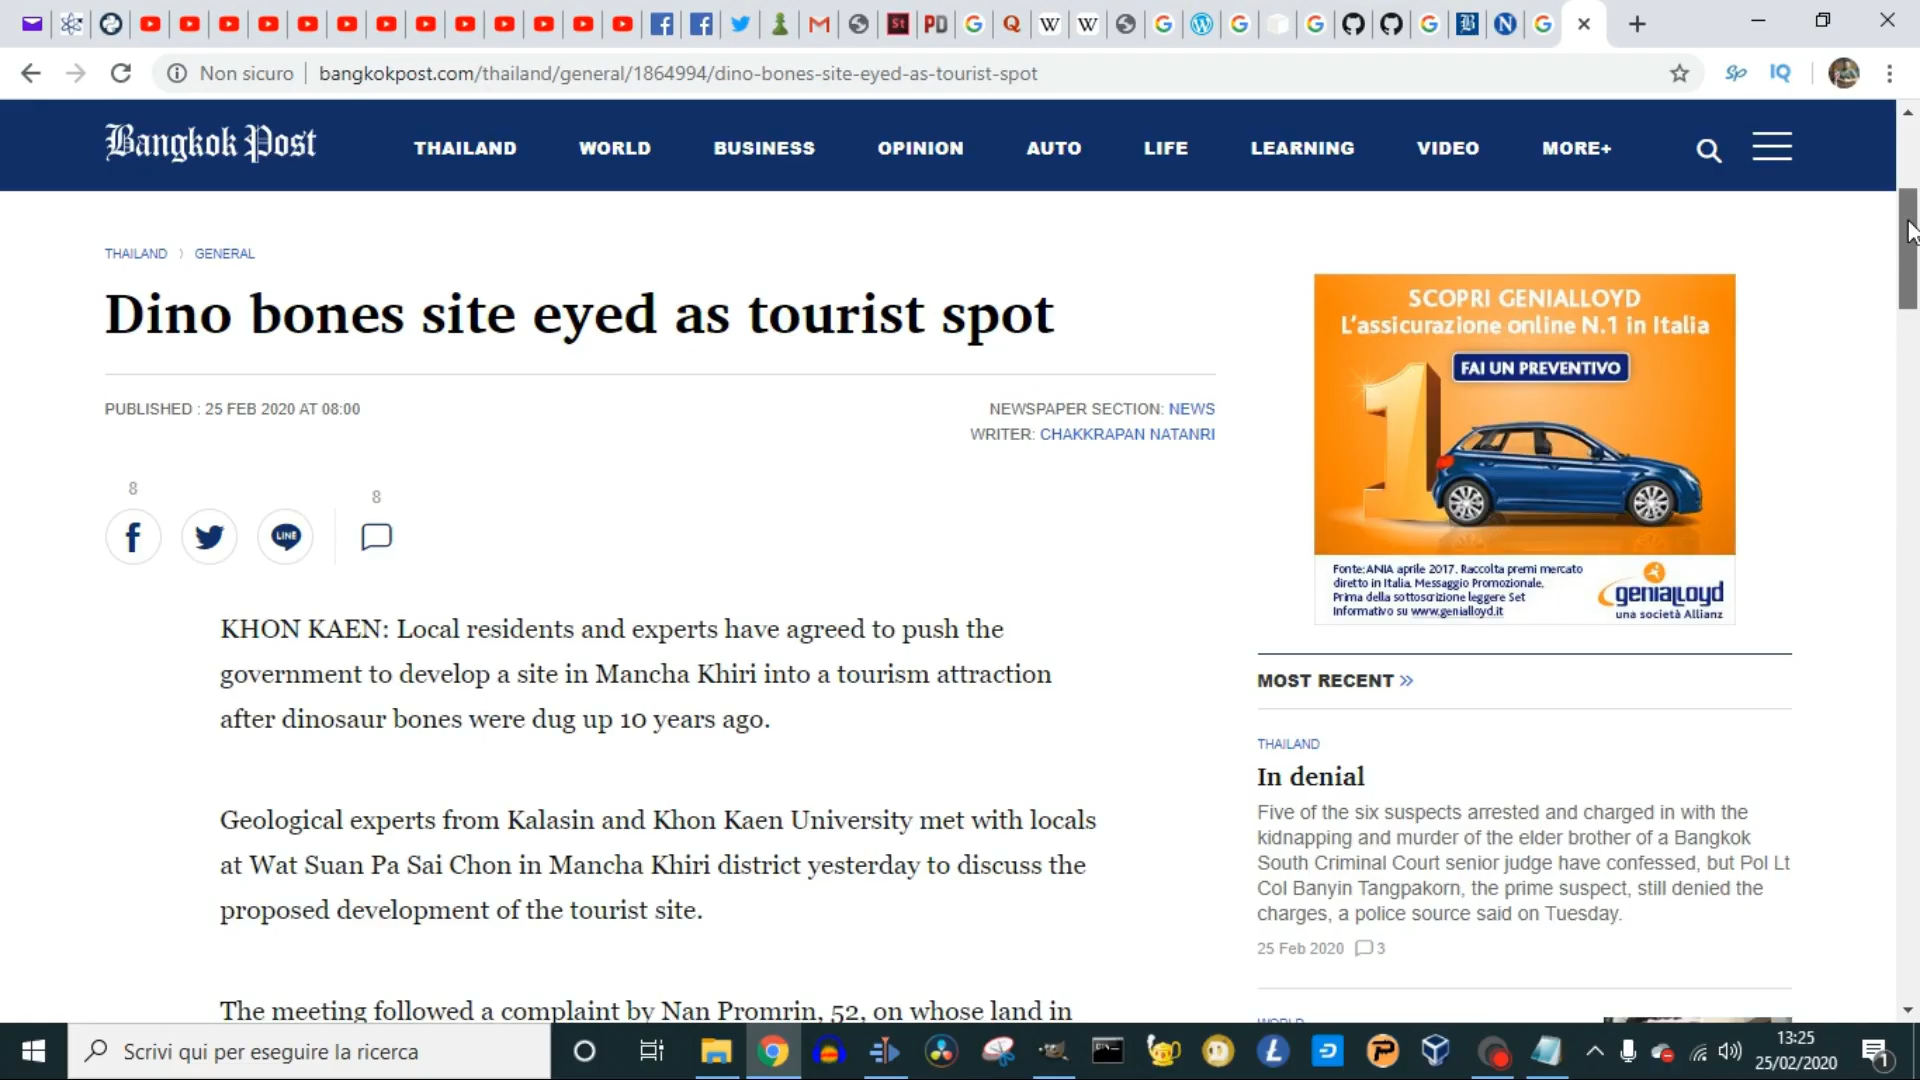 Non sicuro
bangkokpost.com/thailand/general/1864994/dino-bones-site-eyed-as-tourist-spot
Bangkok Post
THAILAND WORLD BUSINESS OPINION AUTO LIFE LEARNING VIDEO MORE+
THAILAND GENERAL
Dino bones site eyed as tourist spot
PUBLISHED : 25 FEB 2020 AT 08:00
NEWSPAPER SECTION: NEWS
WRITER: CHAKKRAPAN NATANRI
8
8
LINE
KHON KAEN: Local residents and experts have agreed to push the
government to develop a site in Mancha Khiri into a tourism attraction
after dinosaur bones were dug up 10 years ago.
Geological experts from Kalasin and Khon Kaen University met with locals
at Wat Suan Pa Sai Chon in Mancha Khiri district yesterday to discuss the
proposed development of the tourist site.
The meeting followed a complaint by Nan Promrin, 52, on whose land in
SCOPRI GENIALLOYD
L'assicurazione online N.1 in Italia
FAI UN PREVENTIVO
1
Fonte: ANIA aprile 2017. Raccolta premi mercato
diretto in Italia. Messaggio Promozionale.
Prima della sottoscrizione leggere Set
Informativo su www.genialloyd.it
genialloyd
una società Allianz
MOST RECENT »
THAILAND
In denial
Five of the six suspects arrested and charged in with the
kidnapping and murder of the elder brother of a Bangkok
South Criminal Court senior judge have confessed, but Pol Lt
Col Banyin Tangpakorn, the prime suspect, still denied the
charges, a police source said on Tuesday.
25 Feb 2020 3
WORLD
Scrivi qui per eseguire la ricerca
13:25
25/02/2020
1